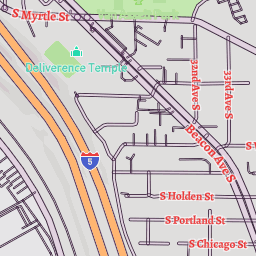 S Myrtle St
Deliverence Temple
32nd Ave S
33rd Ave S
Beacon Ave S
5
S Holden St
S Portland St
S Chicago St